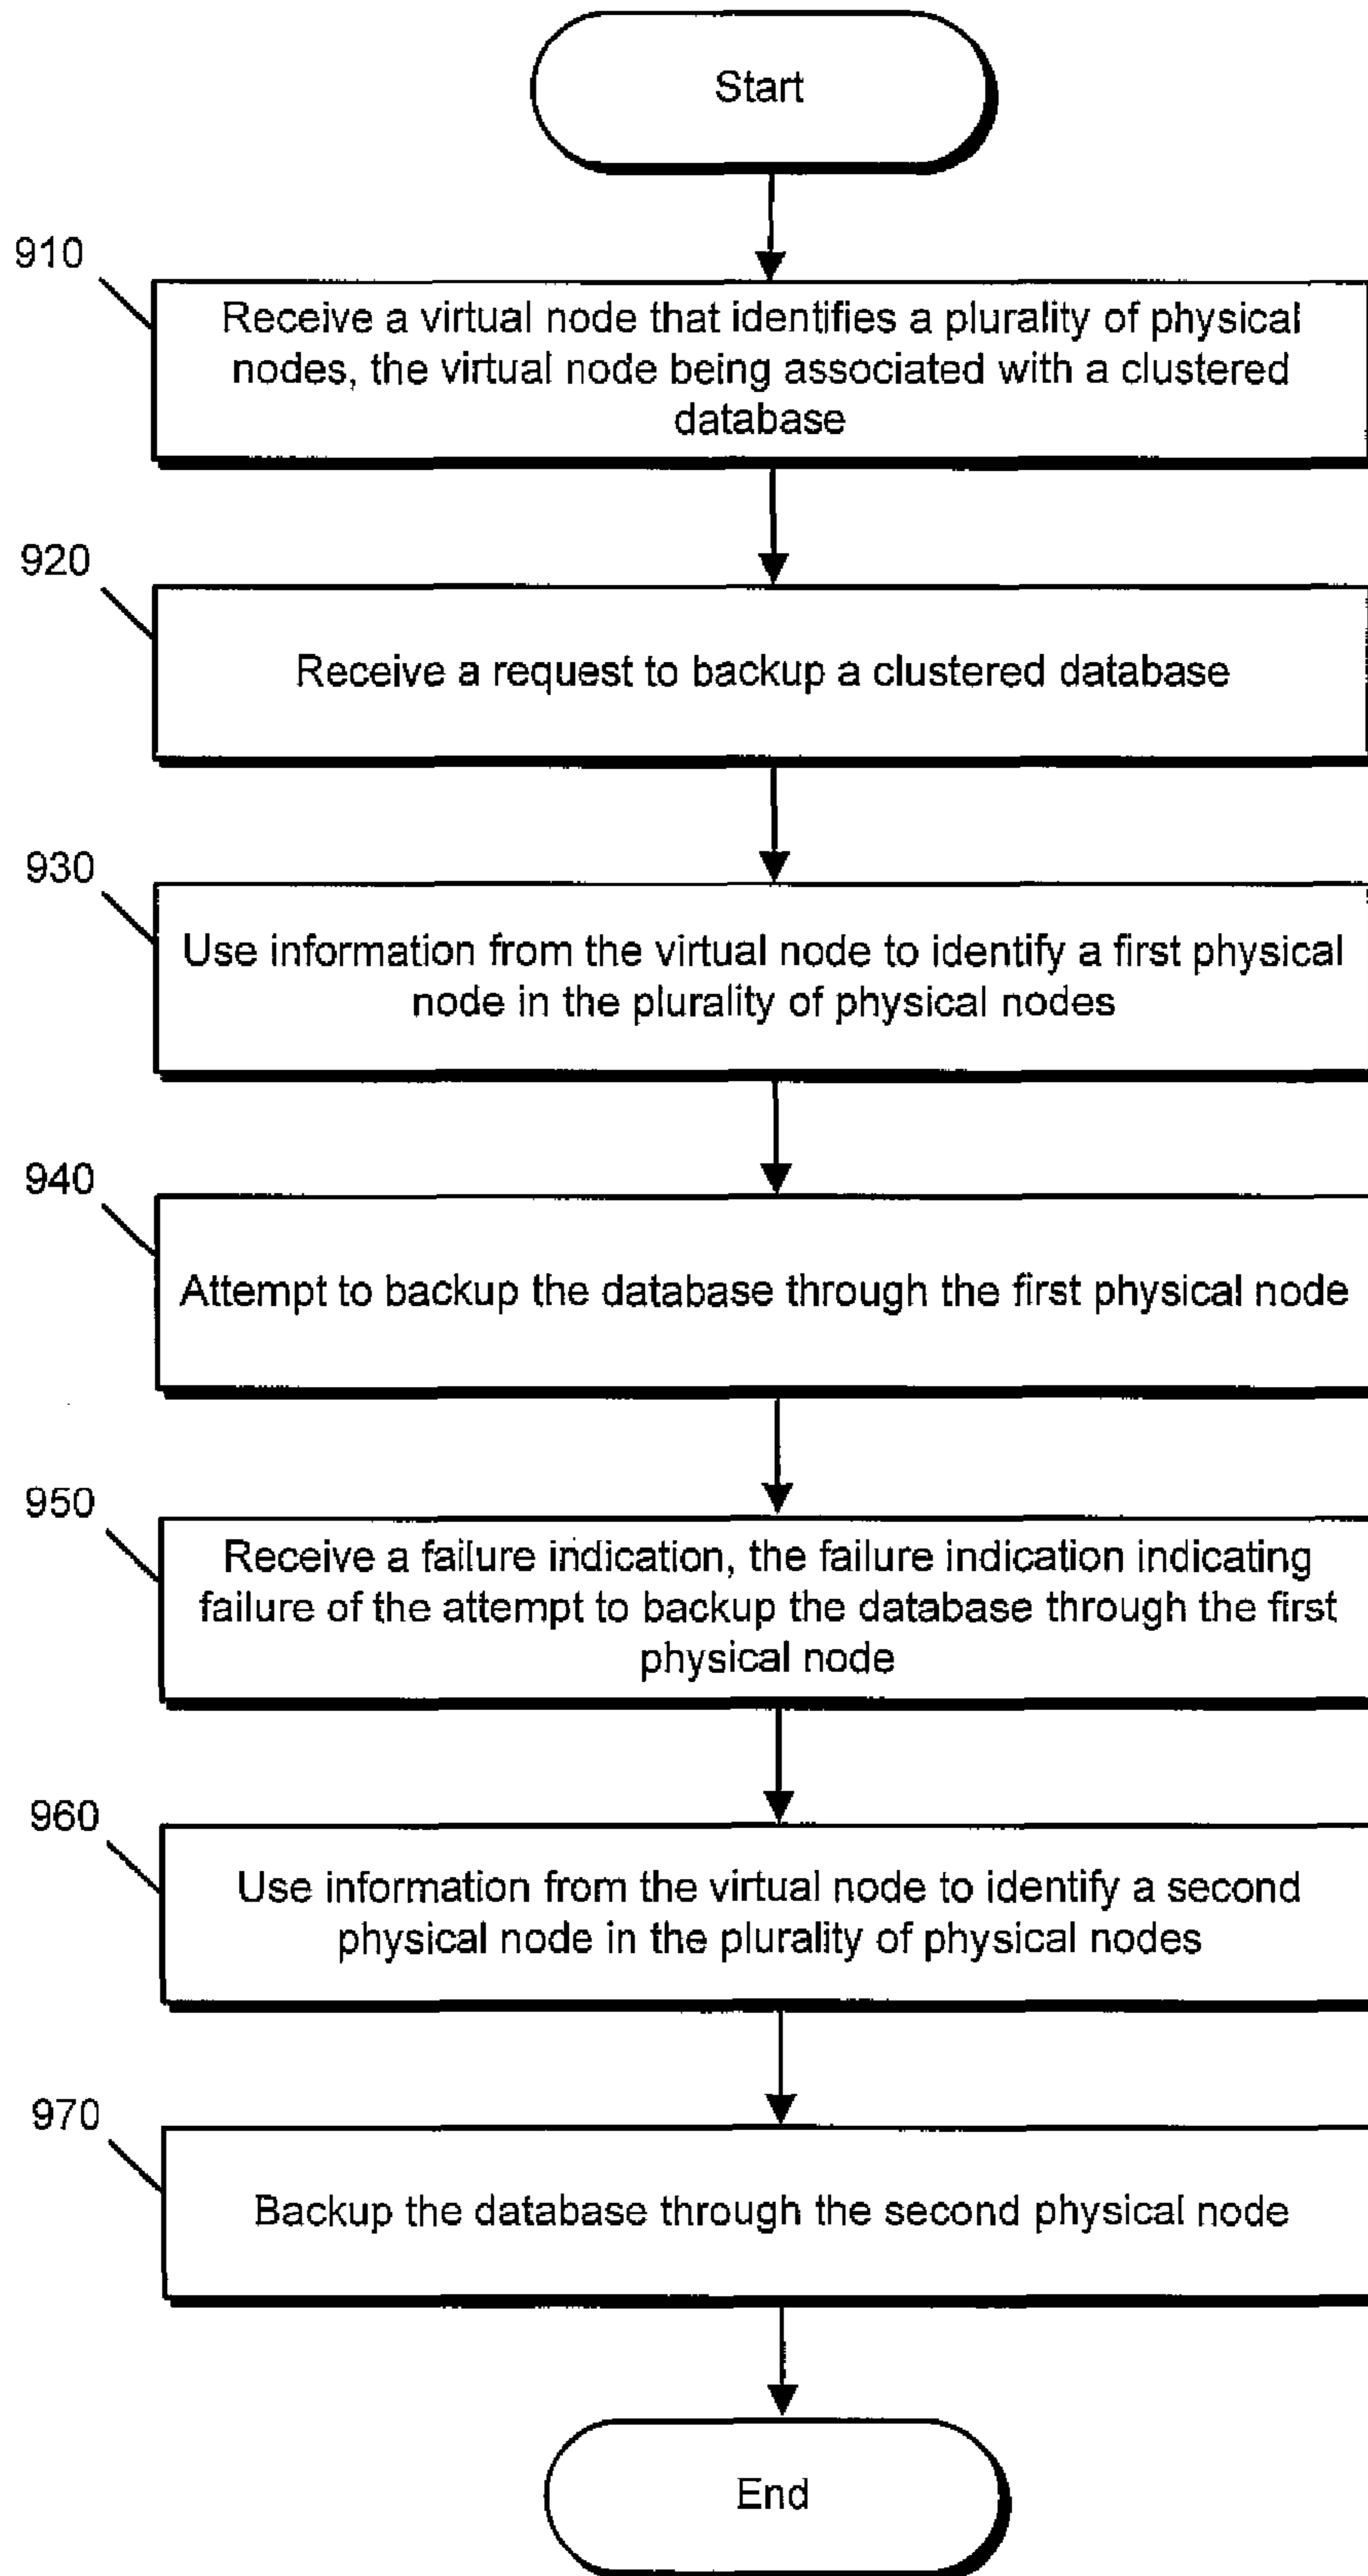 Start
910
Receive a virtual node that identifies a plurality of physical
nodes, the virtual node being associated with a clustered
database
920
Receive a request to backup a clustered database
930
Use information from the virtual node to identify a first physical
node in the plurality of physical nodes
940
Attempt to backup the database through the first physical node
950
Receive a failure indication, the failure indication indicating
failure of the attempt to backup the database through the first
physical node
960
Use information from the virtual node to identify a second
physical node in the plurality of physical nodes
970
Backup the database through the second physical node
End